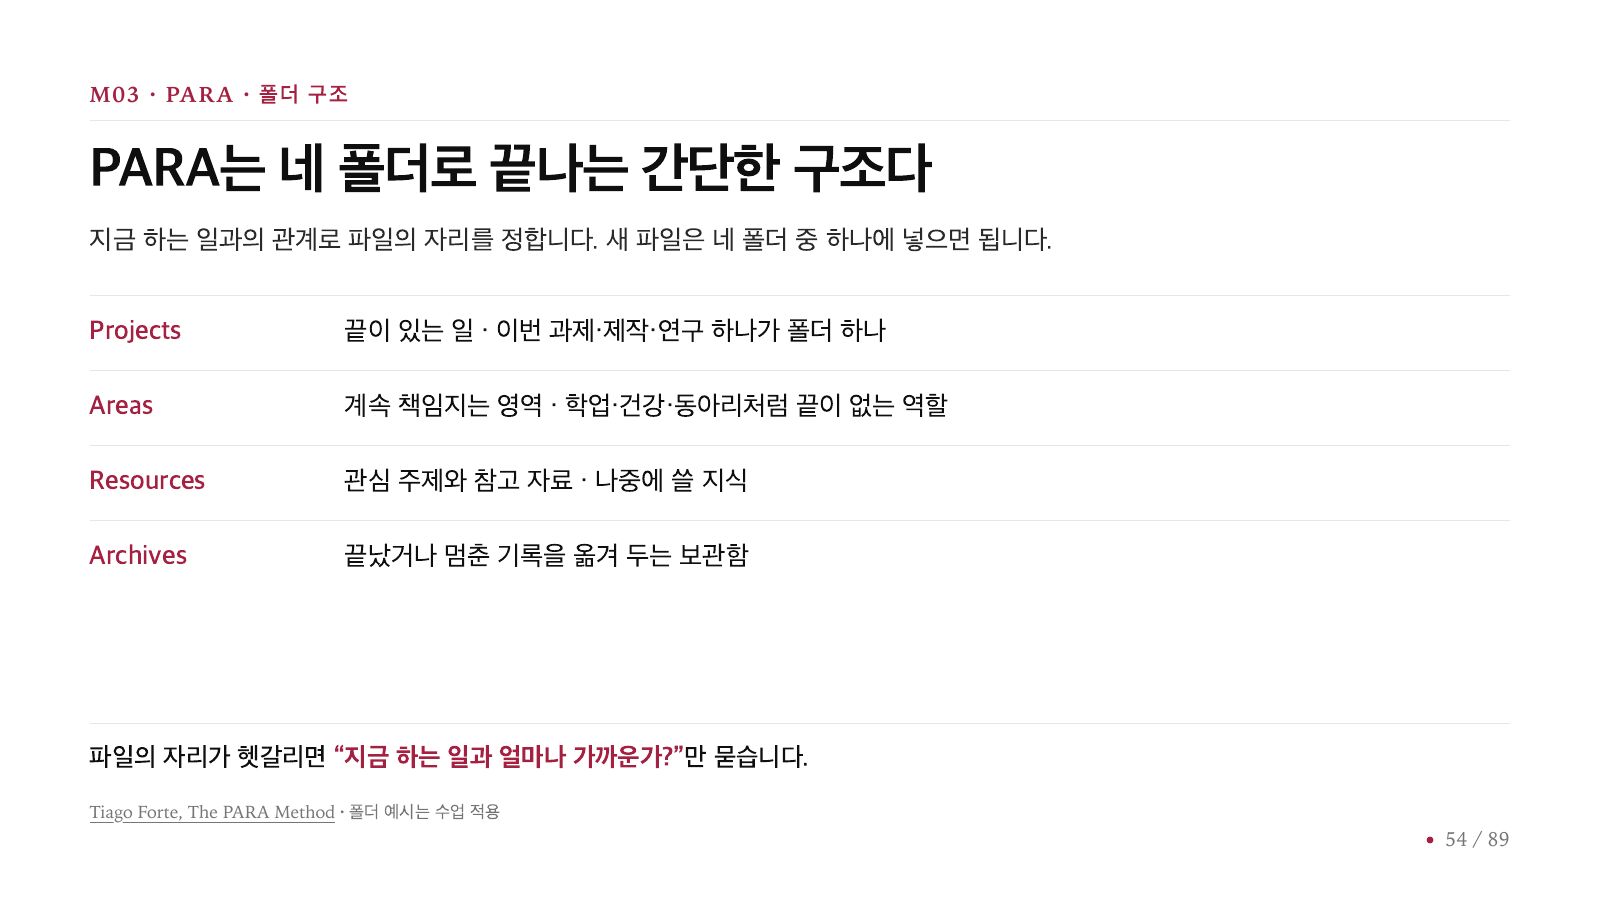 M03 · PARA · 폴더 구조
PARA는 네 폴더로 끝나는 간단한 구조다
지금 하는 일과의 관계로 파일의 자리를 정합니다. 새 파일은 네 폴더 중 하나에 넣으면 됩니다.
Projects 끝이 있는 일 · 이번 과제·제작·연구 하나가 폴더 하나
Areas 계속 책임지는 영역 · 학업·건강·동아리처럼 끝이 없는 역할
Resources 관심 주제와 참고 자료 · 나중에 쓸 지식
Archives 끝났거나 멈춘 기록을 옮겨 두는 보관함
파일의 자리가 헷갈리면 “지금 하는 일과 얼마나 가까운가?”만 묻습니다.
Tiago Forte, The PARA Method · 폴더 예시는 수업 적용
• 54 / 89